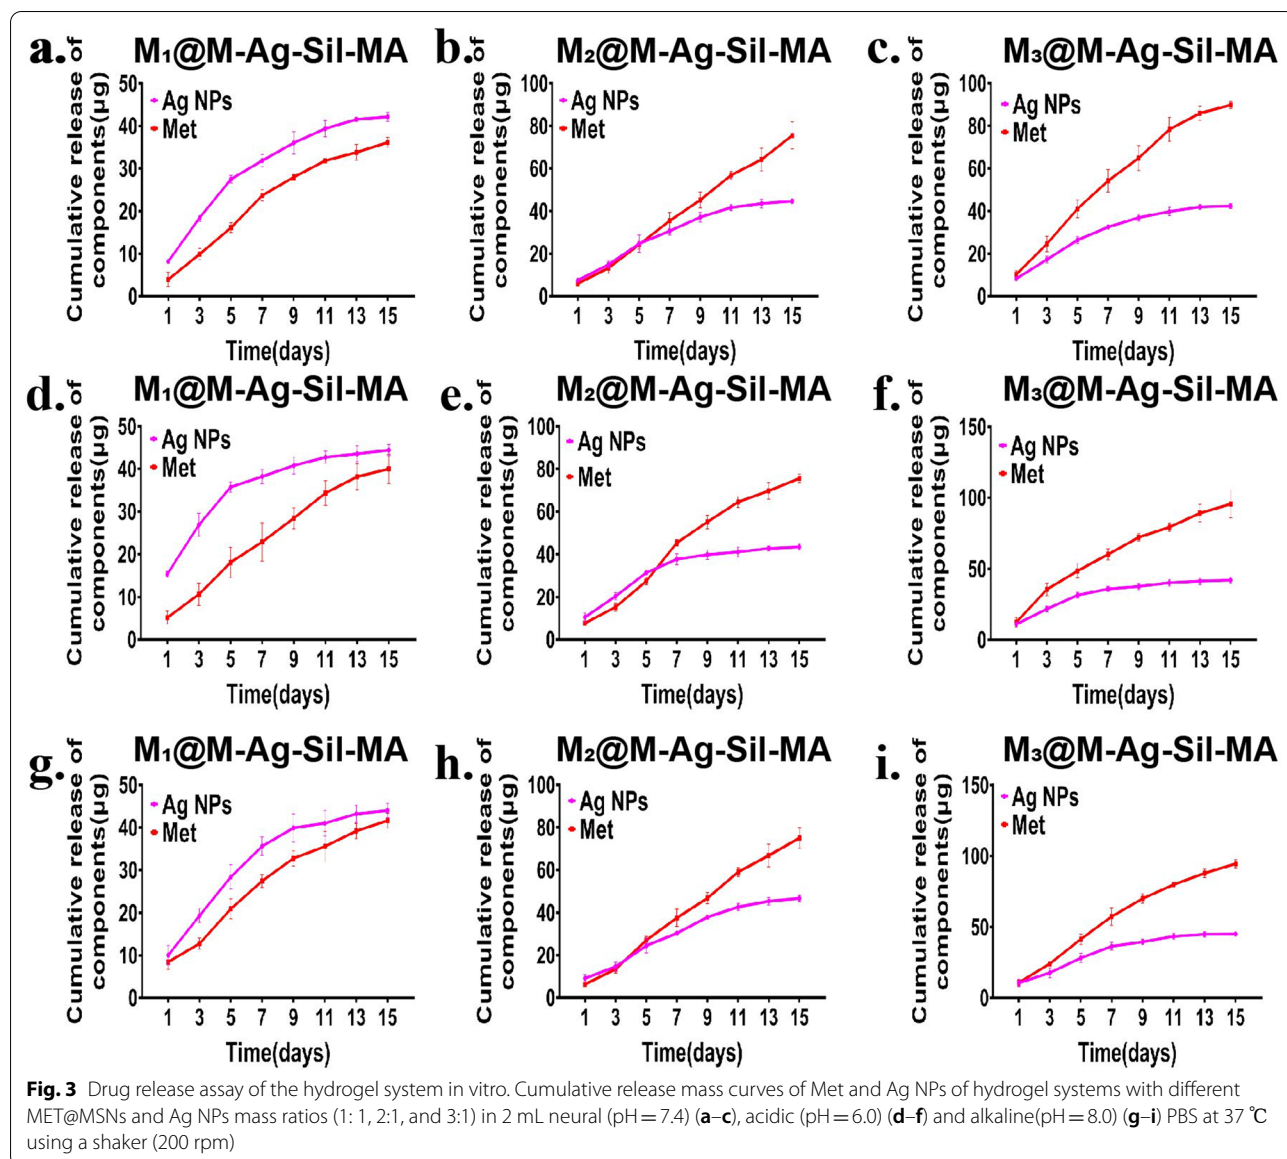 a. M₁@M-Ag-Sil-MA
Cumulative release of
components(μg)
50
40
30
20
10
0
Ag NPs
Met
1 3 5 7 9 11 13 15
Time(days)
b. M₂@M-Ag-Sil-MA
Cumulative release of
components(μg)
100
80
60
40
20
0
Ag NPs
Met
1 3 5 7 9 11 13 15
Time(days)
c. M₃@M-Ag-Sil-MA
Cumulative release of
components(μg)
100
80
60
40
20
0
Ag NPs
Met
1 3 5 7 9 11 13 15
Time(days)
d. M₁@M-Ag-Sil-MA
Cumulative release of
components(μg)
50
40
30
20
10
0
Ag NPs
Met
1 3 5 7 9 11 13 15
Time(days)
e. M₂@M-Ag-Sil-MA
Cumulative release of
components(μg)
100
80
60
40
20
0
Ag NPs
Met
1 3 5 7 9 11 13 15
Time(days)
f. M₃@M-Ag-Sil-MA
Cumulative release of
components(μg)
150
100
50
0
Ag NPs
Met
1 3 5 7 9 11 13 15
Time(days)
g. M₁@M-Ag-Sil-MA
Cumulative release of
components(μg)
50
40
30
20
10
0
Ag NPs
Met
1 3 5 7 9 11 13 15
Time(days)
h. M₂@M-Ag-Sil-MA
Cumulative release of
components(μg)
100
80
60
40
20
0
Ag NPs
Met
1 3 5 7 9 11 13 15
Time(days)
i. M₃@M-Ag-Sil-MA
Cumulative release of
components(μg)
150
100
50
0
Ag NPs
Met
1 3 5 7 9 11 13 15
Time(days)
Fig. 3 Drug release assay of the hydrogel system in vitro. Cumulative release mass curves of Met and Ag NPs of hydrogel systems with different
MET@MSNs and Ag NPs mass ratios (1: 1, 2:1, and 3:1) in 2 mL neural (pH = 7.4) (a–c), acidic (pH = 6.0) (d–f) and alkaline(pH = 8.0) (g–i) PBS at 37 ℃
using a shaker (200 rpm)